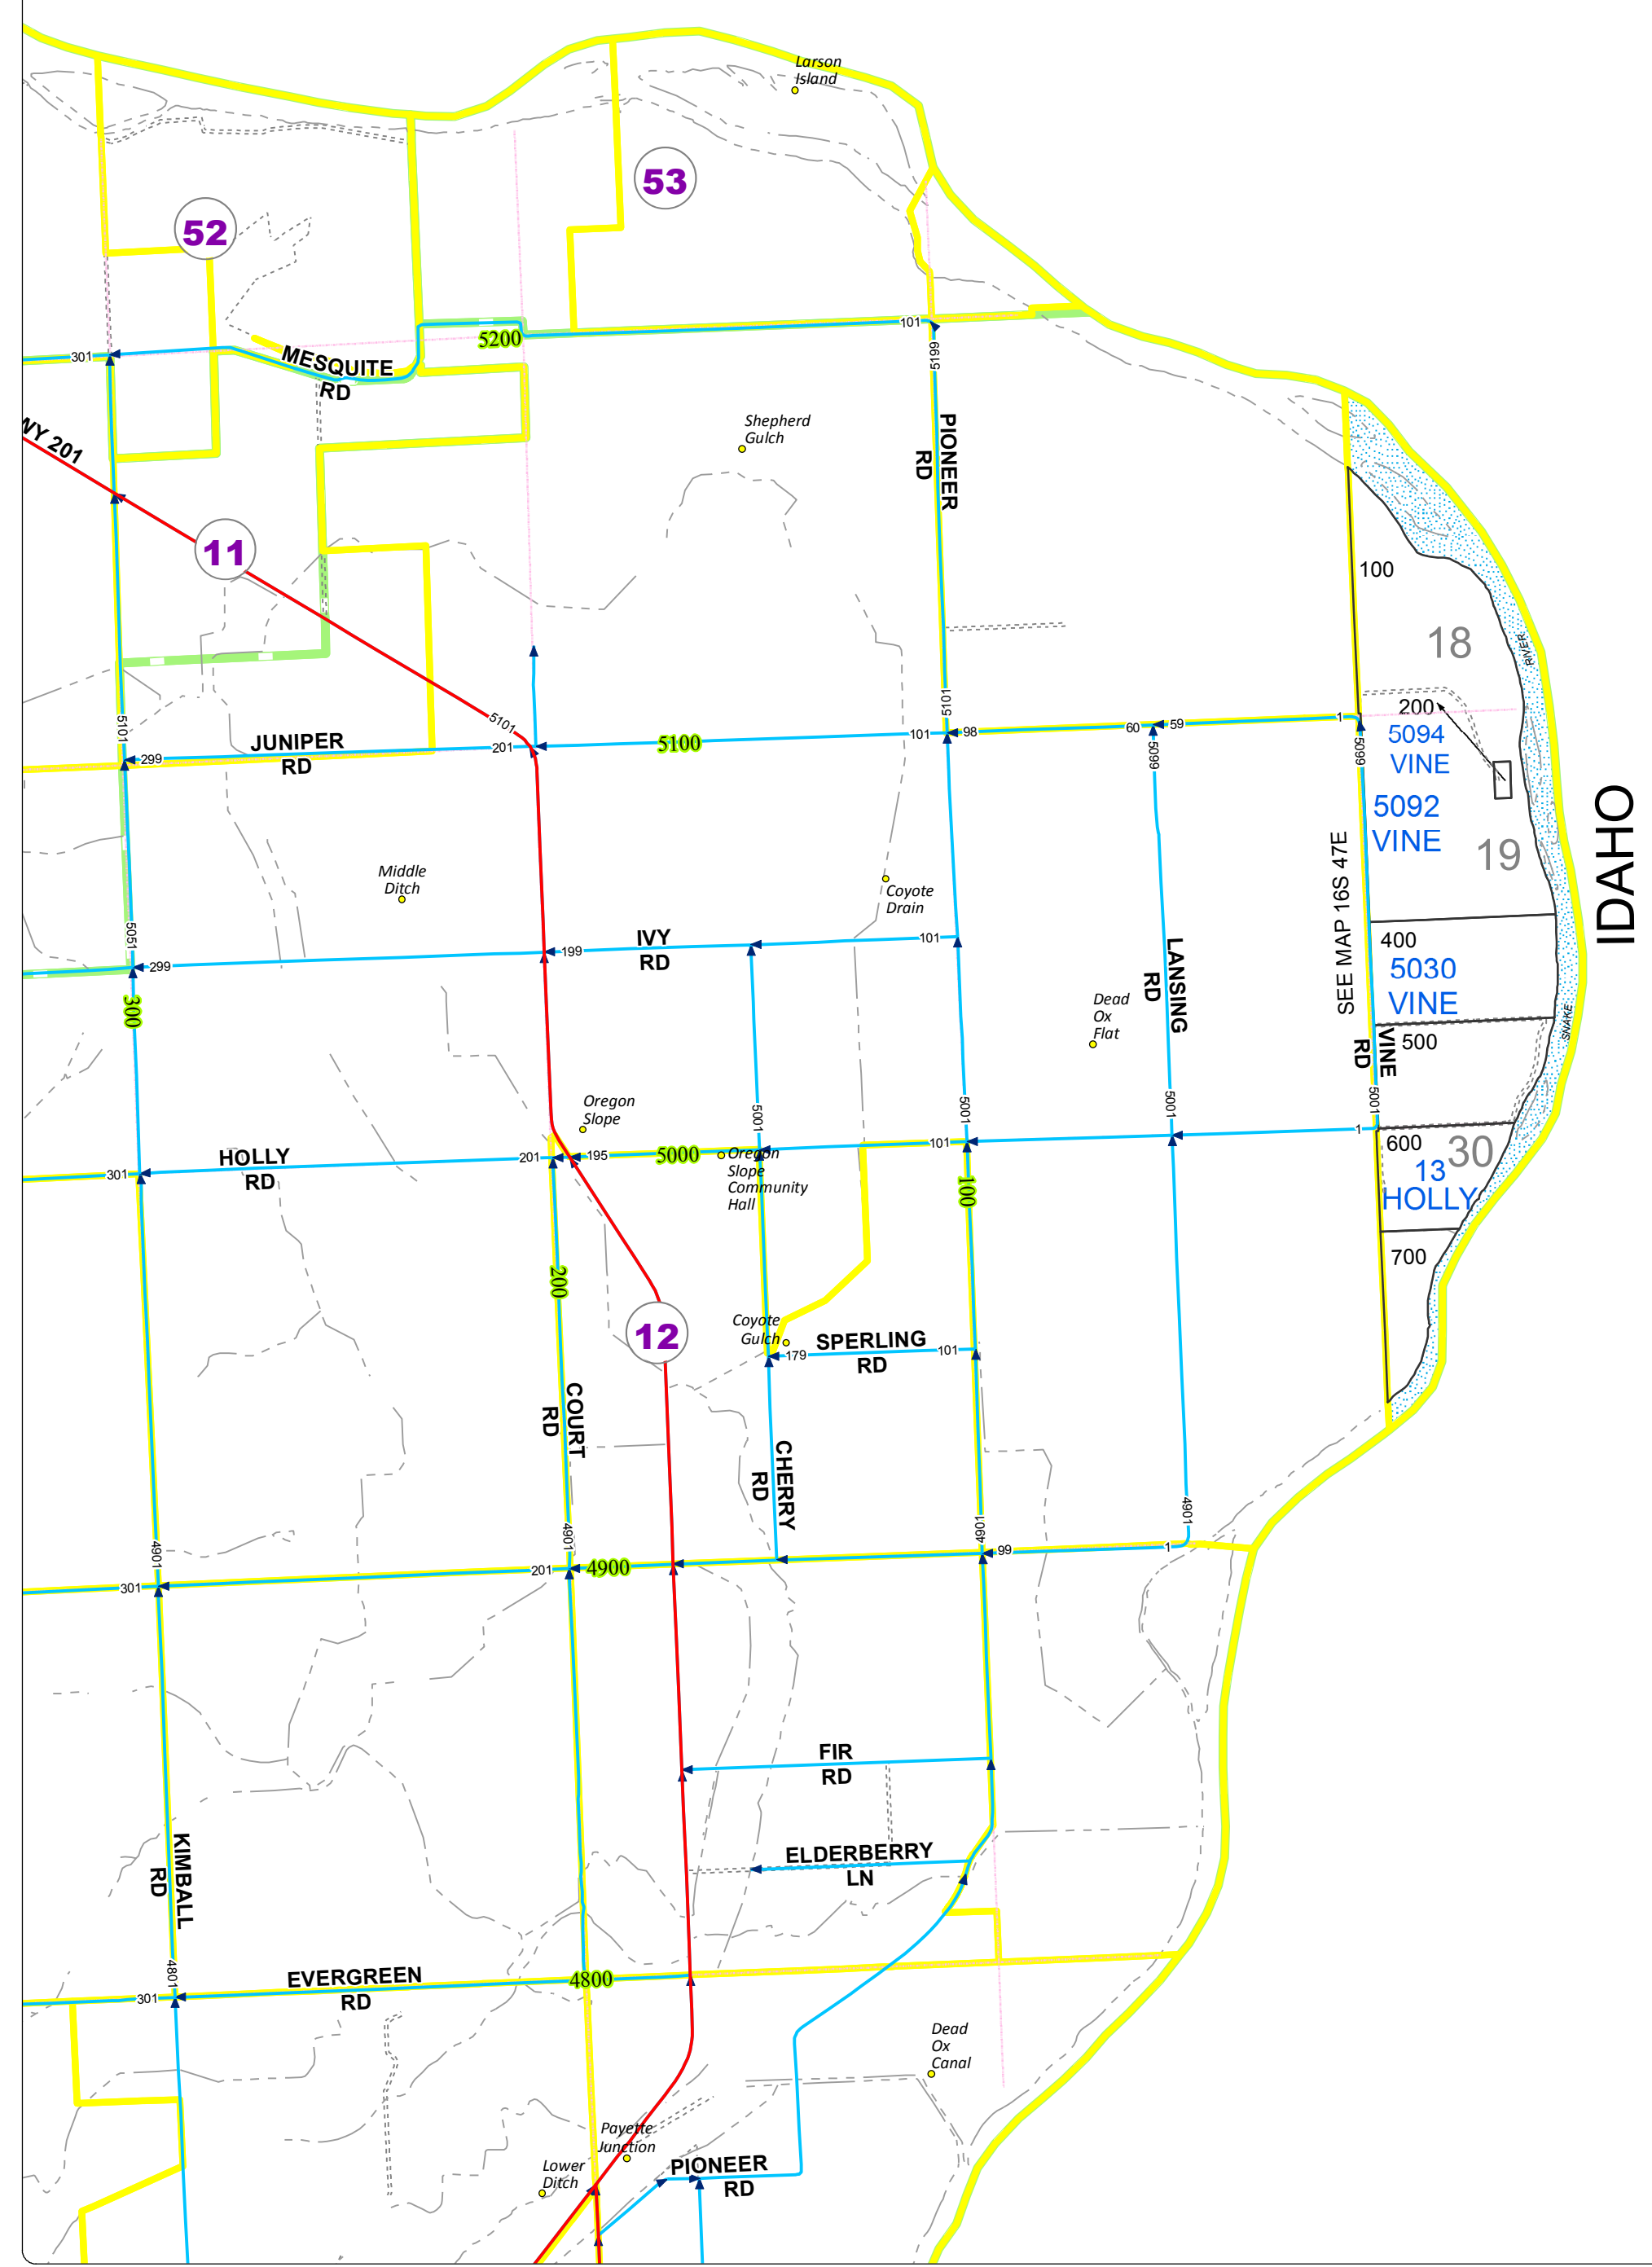 Larson
Island
53
52
101
5200
301
MESQUITE
RD
5199
WY 201
Shepherd
Gulch
PIONEER
RD
11
100
18
RIVER
5101
5101
5101
JUNIPER
RD
299
201
5100
101
98
60
59
1
200
5094
VINE
5099
5099
5092
VINE
19
IDAHO
SEE MAP 16S 47E
Middle
Ditch
Coyote
Drain
5051
299
IVY
RD
199
101
LANSING
RD
400
5030
VINE
300
Dead
Ox
Flat
SNAKE
VINE
RD
500
Oregon
Slope
5001
5001
5001
5001
HOLLY
RD
301
201
195
5000
Oregon
Slope
Community
Hall
101
1
600
30
13
HOLLY
100
700
200
12
Coyote
Gulch
179
SPERLING
RD
101
COURT
RD
CHERRY
RD
4901
4901
4901
4901
301
201
4900
99
1
FIR
RD
KIMBALL
RD
ELDERBERRY
LN
4801
301
EVERGREEN
RD
4800
Dead
Ox
Canal
Payette
Junction
Lower
Ditch
PIONEER
RD